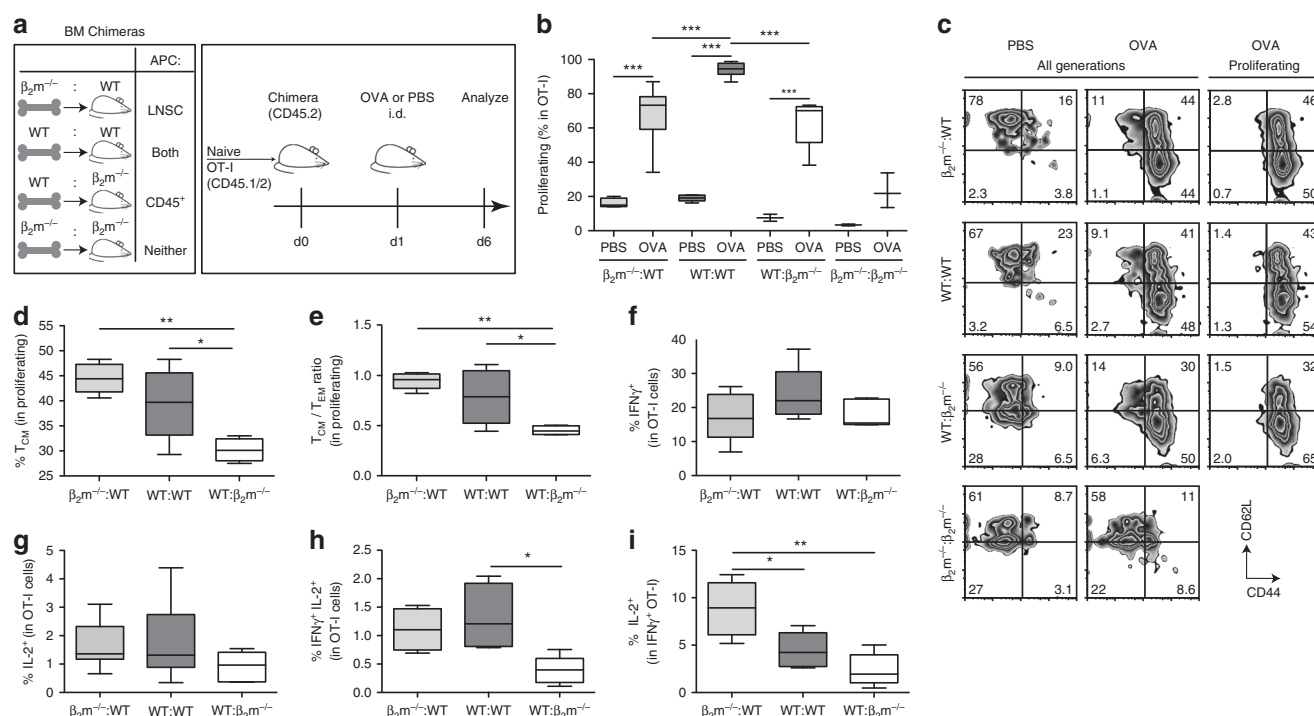 a
BM Chimeras
APC:
β₂m⁻/⁻ : WT
LNSC
WT : WT
Both
WT : β₂m⁻/⁻
CD45⁺
β₂m⁻/⁻ : β₂m⁻/⁻
Neither
Naive
OT-I
(CD45.1/2)
Chimera
(CD45.2)
OVA or PBS
i.d.
Analyze
d0 d1 d6
b
Proliferating (% in OT-I)
100
80
60
40
20
0
*** *** *** *** ***
PBS OVA PBS OVA PBS OVA PBS OVA
β₂m⁻/⁻:WT WT:WT WT:β₂m⁻/⁻ β₂m⁻/⁻:β₂m⁻/⁻
c
PBS OVA OVA
All generations Proliferating
β₂m⁻/⁻:WT
78 16 11 44 2.8 46
2.3 3.8 1.1 44 0.7 50
WT:WT
67 23 9.1 41 1.4 43
3.2 6.5 2.7 48 1.3 54
WT:β₂m⁻/⁻
56 9.0 14 30 1.5 32
28 6.5 6.3 50 2.0 65
β₂m⁻/⁻:β₂m⁻/⁻
61 8.7 58 11
27 3.1 22 8.6
CD62L
CD44
d
% T_CM (in proliferating)
55
50
45
40
35
30
25
**
*
β₂m⁻/⁻:WT WT:WT WT:β₂m⁻/⁻
e
T_CM / T_EM ratio
(in proliferating)
1.5
1.0
0.5
0.0
**
*
β₂m⁻/⁻:WT WT:WT WT:β₂m⁻/⁻
f
% IFNγ⁺
(in OT-I cells)
40
30
20
10
0
β₂m⁻/⁻:WT WT:WT WT:β₂m⁻/⁻
g
% IL-2⁺ (in OT-I cells)
5
4
3
2
1
0
β₂m⁻/⁻:WT WT:WT WT:β₂m⁻/⁻
h
% IFNγ⁺ IL-2⁺
(in OT-I cells)
2.5
2.0
1.5
1.0
0.5
0.0
*
β₂m⁻/⁻:WT WT:WT WT:β₂m⁻/⁻
i
% IL-2⁺
(in IFNγ⁺ OT-I)
15
10
5
0
**
*
β₂m⁻/⁻:WT WT:WT WT:β₂m⁻/⁻